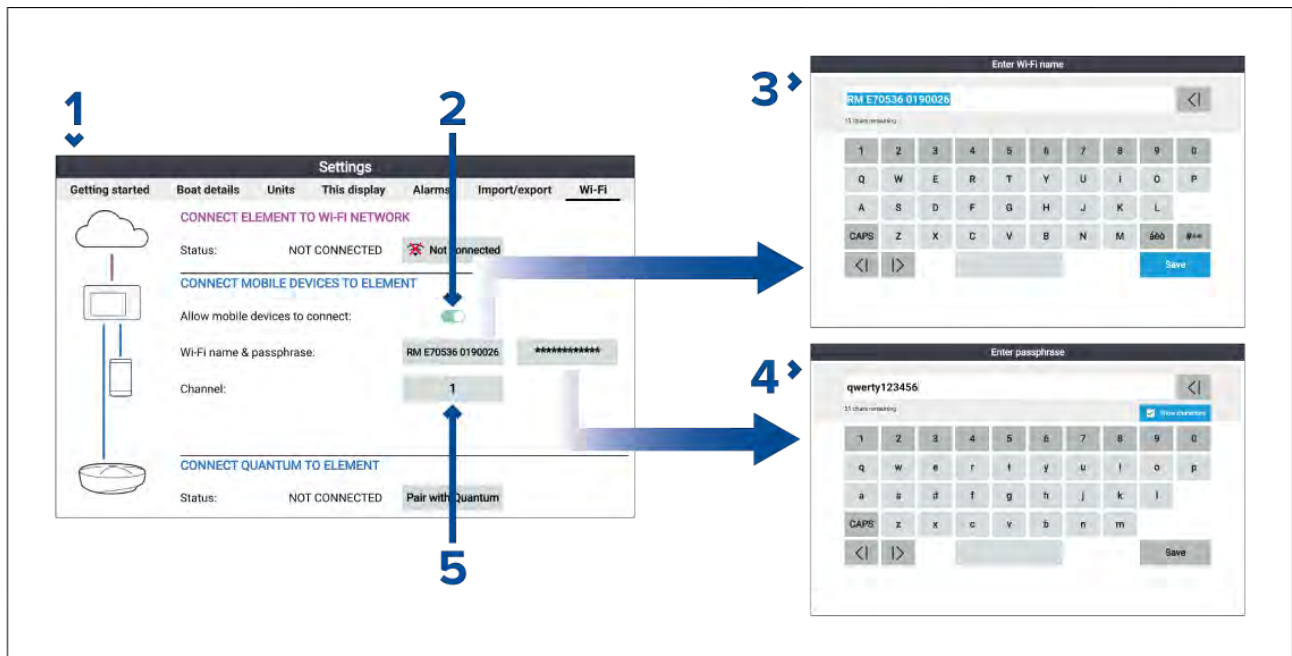 1
2
3
4
5
Settings
Getting started Boat details Units This display Alarms Import/export Wi-Fi
CONNECT ELEMENT TO WI-FI NETWORK
Status: NOT CONNECTED Not connected
CONNECT MOBILE DEVICES TO ELEMENT
Allow mobile devices to connect:
Wi-Fi name & passphrase: RM E70536 0190026 ************
Channel: 1
CONNECT QUANTUM TO ELEMENT
Status: NOT CONNECTED Pair with Quantum
Enter Wi-Fi name
RM E70536 0190026
chars remaining
1 2 3 4 5 6 7 8 9 0
Q W E R T Y U I O P
A S D F G H J K L
CAPS Z X C V B N M
Save
Enter passphrase
qwerty123456
chars remaining
Show characters
1 2 3 4 5 6 7 8 9 0
q w e r t y u i o p
a s d f g h j k l
CAPS z x c v b n m
Save